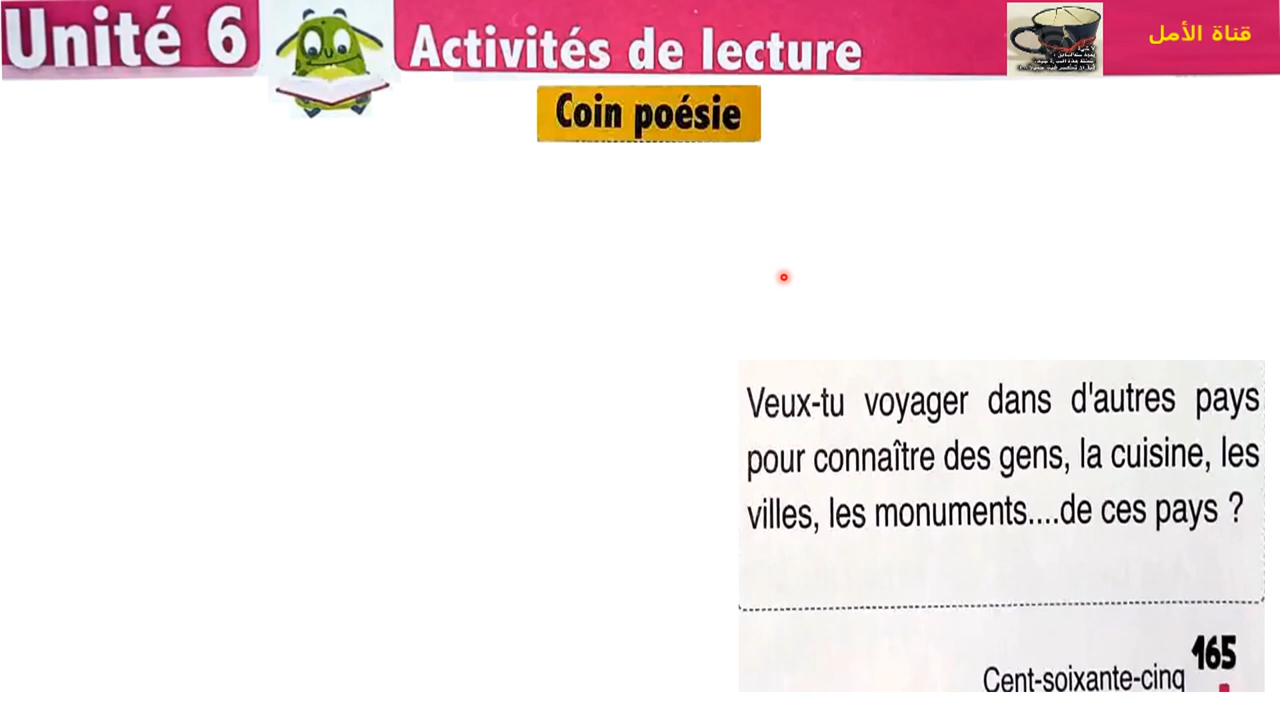 Unité 6
Activités de lecture
قناة الأمل
Coin poésie
Veux-tu voyager dans d'autres pays
pour connaître des gens, la cuisine, les
villes, les monuments....de ces pays ?
165
Cent-soixante-cinq